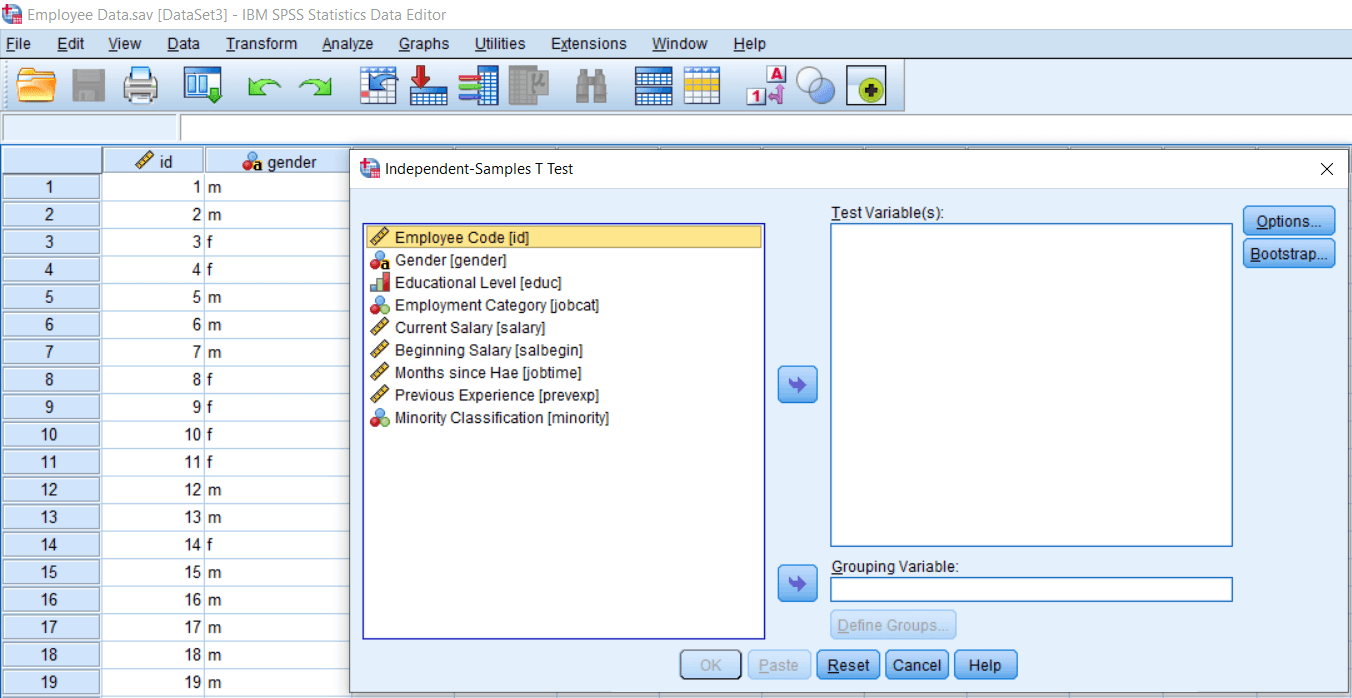 Employee Data.sav [DataSet3] - IBM SPSS Statistics Data Editor
File Edit View Data Transform Analyze Graphs Utilities Extensions Window Help
A
1
μ
id gender
1 1 m
2 2 m
3 3 f
4 4 f
5 5 m
6 6 m
7 7 m
8 8 f
9 9 f
10 10 f
11 11 f
12 12 m
13 13 m
14 14 f
15 15 m
16 16 m
17 17 m
18 18 m
19 19 m
Independent-Samples T Test
Employee Code [id]
Gender [gender]
Educational Level [educ]
Employment Category [jobcat]
Current Salary [salary]
Beginning Salary [salbegin]
Months since Hae [jobtime]
Previous Experience [prevexp]
Minority Classification [minority]
Test Variable(s):
Options...
Bootstrap...
Grouping Variable:
Define Groups...
OK Paste Reset Cancel Help